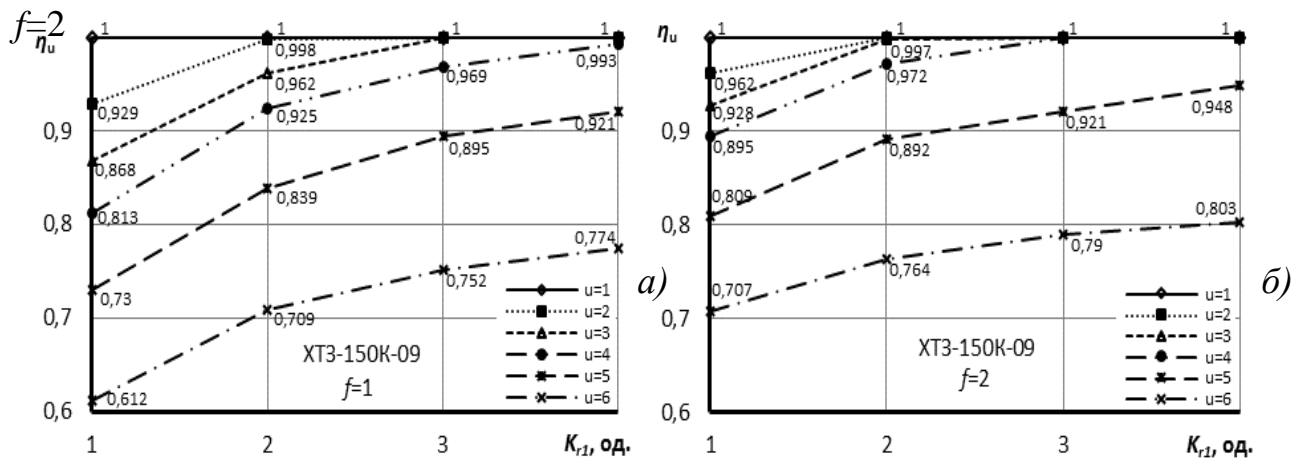 f=2
ηu
1 1 1 1
0,998
0,993
0,962
0,969
0,929
0,925
0,921
0,9
0,868
0,895
0,839
0,813
0,8
0,774
0,752
0,73
0,709
0,7
0,612
0,6
u=1
u=2
u=3
u=4
u=5
u=6
ХТЗ-150К-09
f=1
1 2 3 Kr1, од.
а)
ηu
1 1 1 1
0,997
0,962
0,972
0,948
0,928
0,921
0,9
0,895
0,892
0,809
0,8
0,803
0,79
0,764
0,707
0,7
0,6
u=1
u=2
u=3
u=4
u=5
u=6
ХТЗ-150К-09
f=2
1 2 3 Kr1, од.
б)